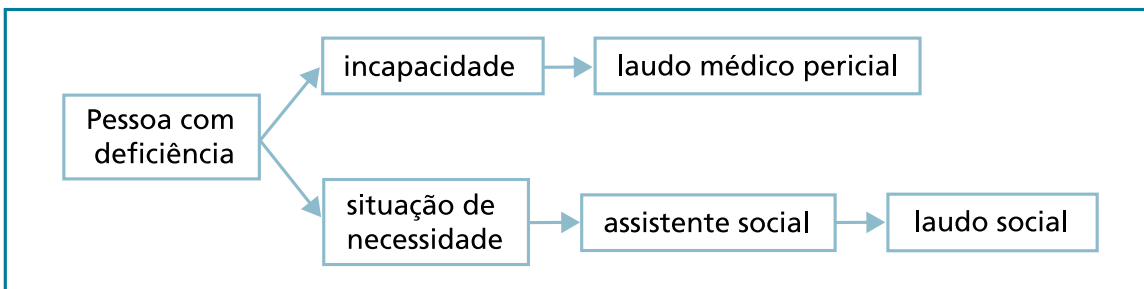 Pessoa com
deficiência
incapacidade
laudo médico pericial
situação de
necessidade
assistente social
laudo social